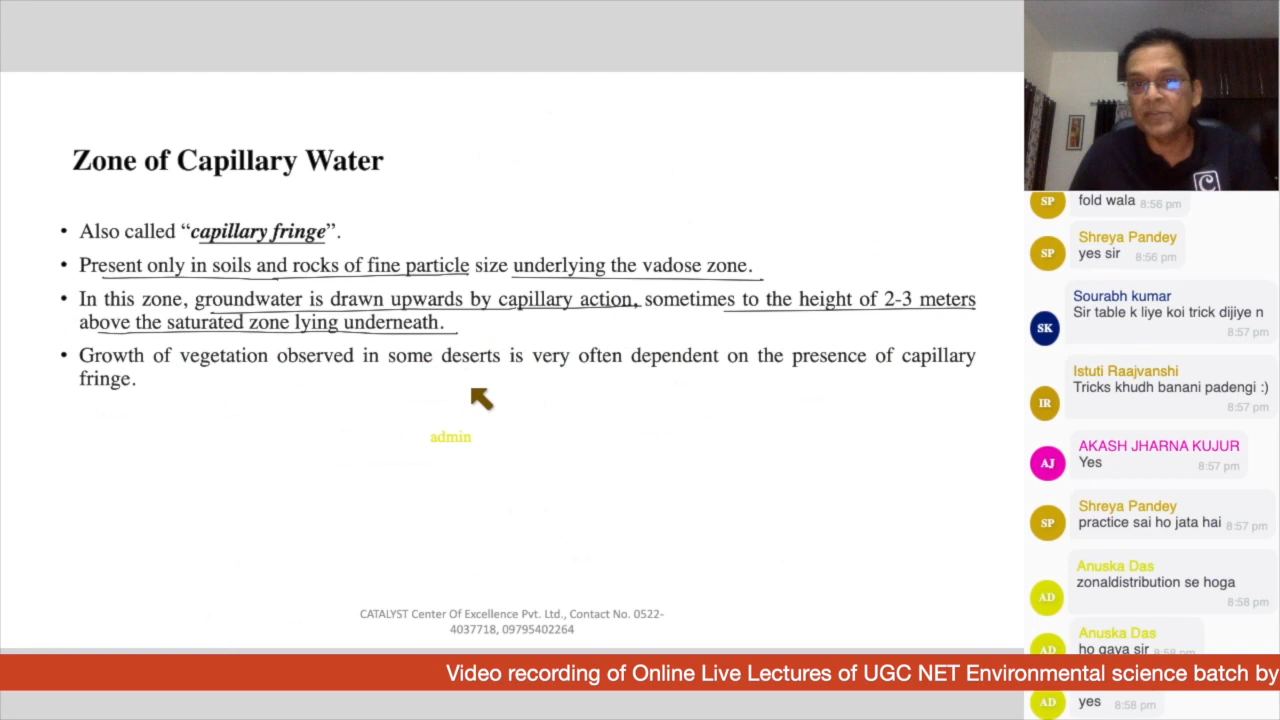 Zone of Capillary Water
• Also called “capillary fringe”.
• Present only in soils and rocks of fine particle size underlying the vadose zone.
• In this zone, groundwater is drawn upwards by capillary action, sometimes to the height of 2-3 meters
above the saturated zone lying underneath.
• Growth of vegetation observed in some deserts is very often dependent on the presence of capillary
fringe.
admin
CATALYST Center Of Excellence Pvt. Ltd., Contact No. 0522-
4037718, 09795402264
C
SP
fold wala 8:56 pm
Shreya Pandey
SP
yes sir 8:56 pm
Sourabh kumar
Sir table k liye koi trick dijiye n
SK
8:57 pm
Istuti Raajvanshi
Tricks khudh banani padengi :)
IR
8:57 pm
AKASH JHARNA KUJUR
AJ
Yes 8:57 pm
Shreya Pandey
SP
practice sai ho jata hai 8:57 pm
Anuska Das
zonaldistribution se hoga
AD
8:58 pm
Anuska Das
AD
ho gaya sir 8:58 pm
Video recording of Online Live Lectures of UGC NET Environmental science batch by
AD
yes 8:58 pm